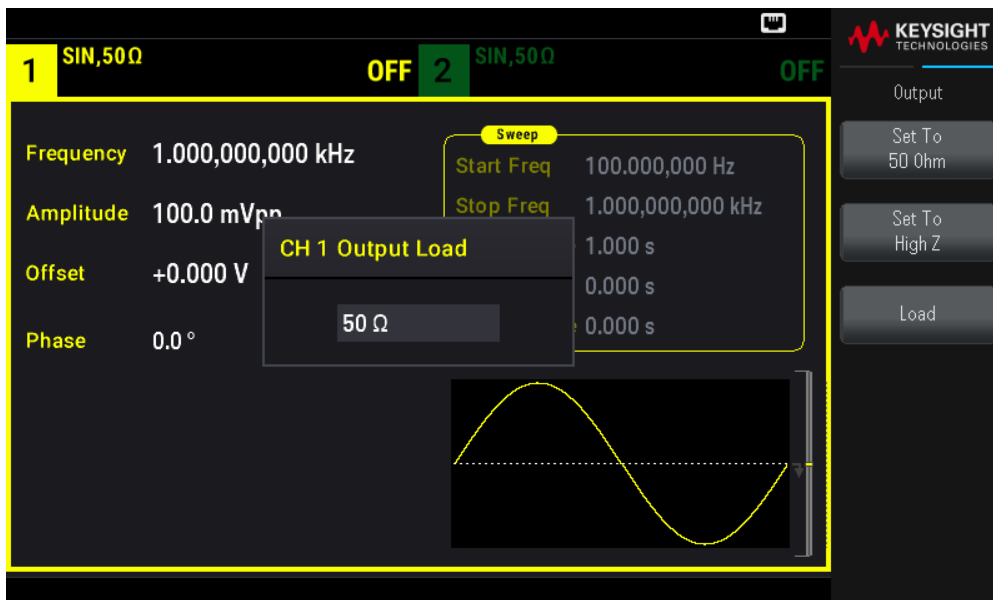 KEYSIGHT
TECHNOLOGIES
1 SIN,50Ω OFF
2 SIN,50Ω OFF
Output
Set To
50 Ohm
Set To
High Z
Load
Frequency 1.000,000,000 kHz
Amplitude 100.0 mVpp
Offset +0.000 V
Phase 0.0 °
Sweep
Start Freq 100.000,000 Hz
Stop Freq 1.000,000,000 kHz
1.000 s
0.000 s
0.000 s
CH 1 Output Load
50 Ω